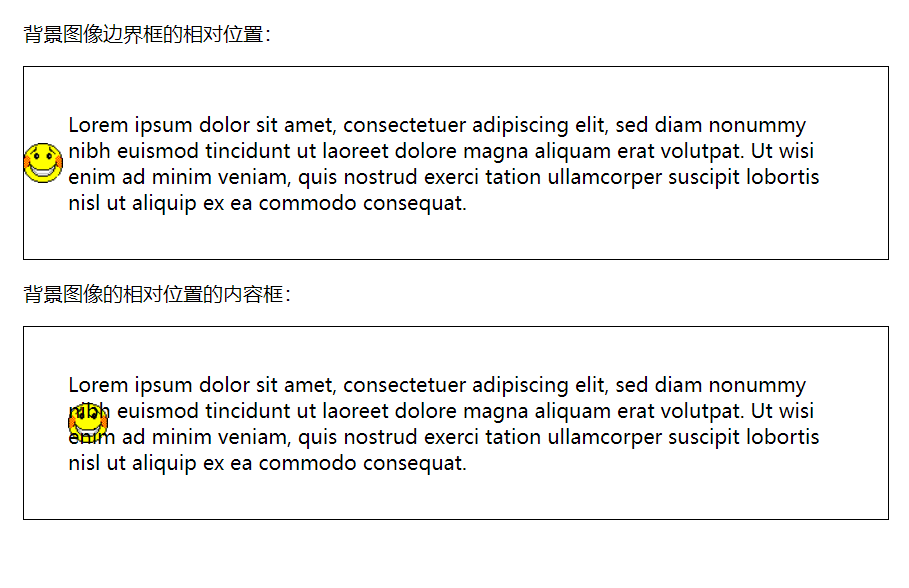 背景图像边界框的相对位置：
Lorem ipsum dolor sit amet, consectetuer adipiscing elit, sed diam nonummy
nibh euismod tincidunt ut laoreet dolore magna aliquam erat volutpat. Ut wisi
enim ad minim veniam, quis nostrud exerci tation ullamcorper suscipit lobortis
nisl ut aliquip ex ea commodo consequat.
背景图像的相对位置的内容框：
Lorem ipsum dolor sit amet, consectetuer adipiscing elit, sed diam nonummy
nibh euismod tincidunt ut laoreet dolore magna aliquam erat volutpat. Ut wisi
enim ad minim veniam, quis nostrud exerci tation ullamcorper suscipit lobortis
nisl ut aliquip ex ea commodo consequat.